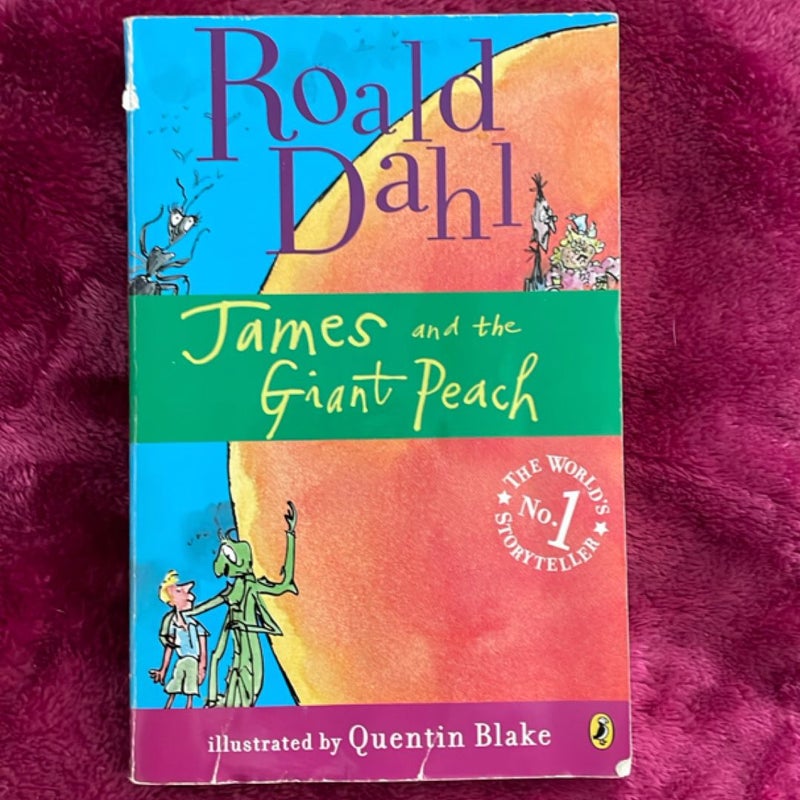 Roald
Dahl
James and the
Giant Peach
THE WORLD'S
No.1
STORYTELLER
illustrated by Quentin Blake